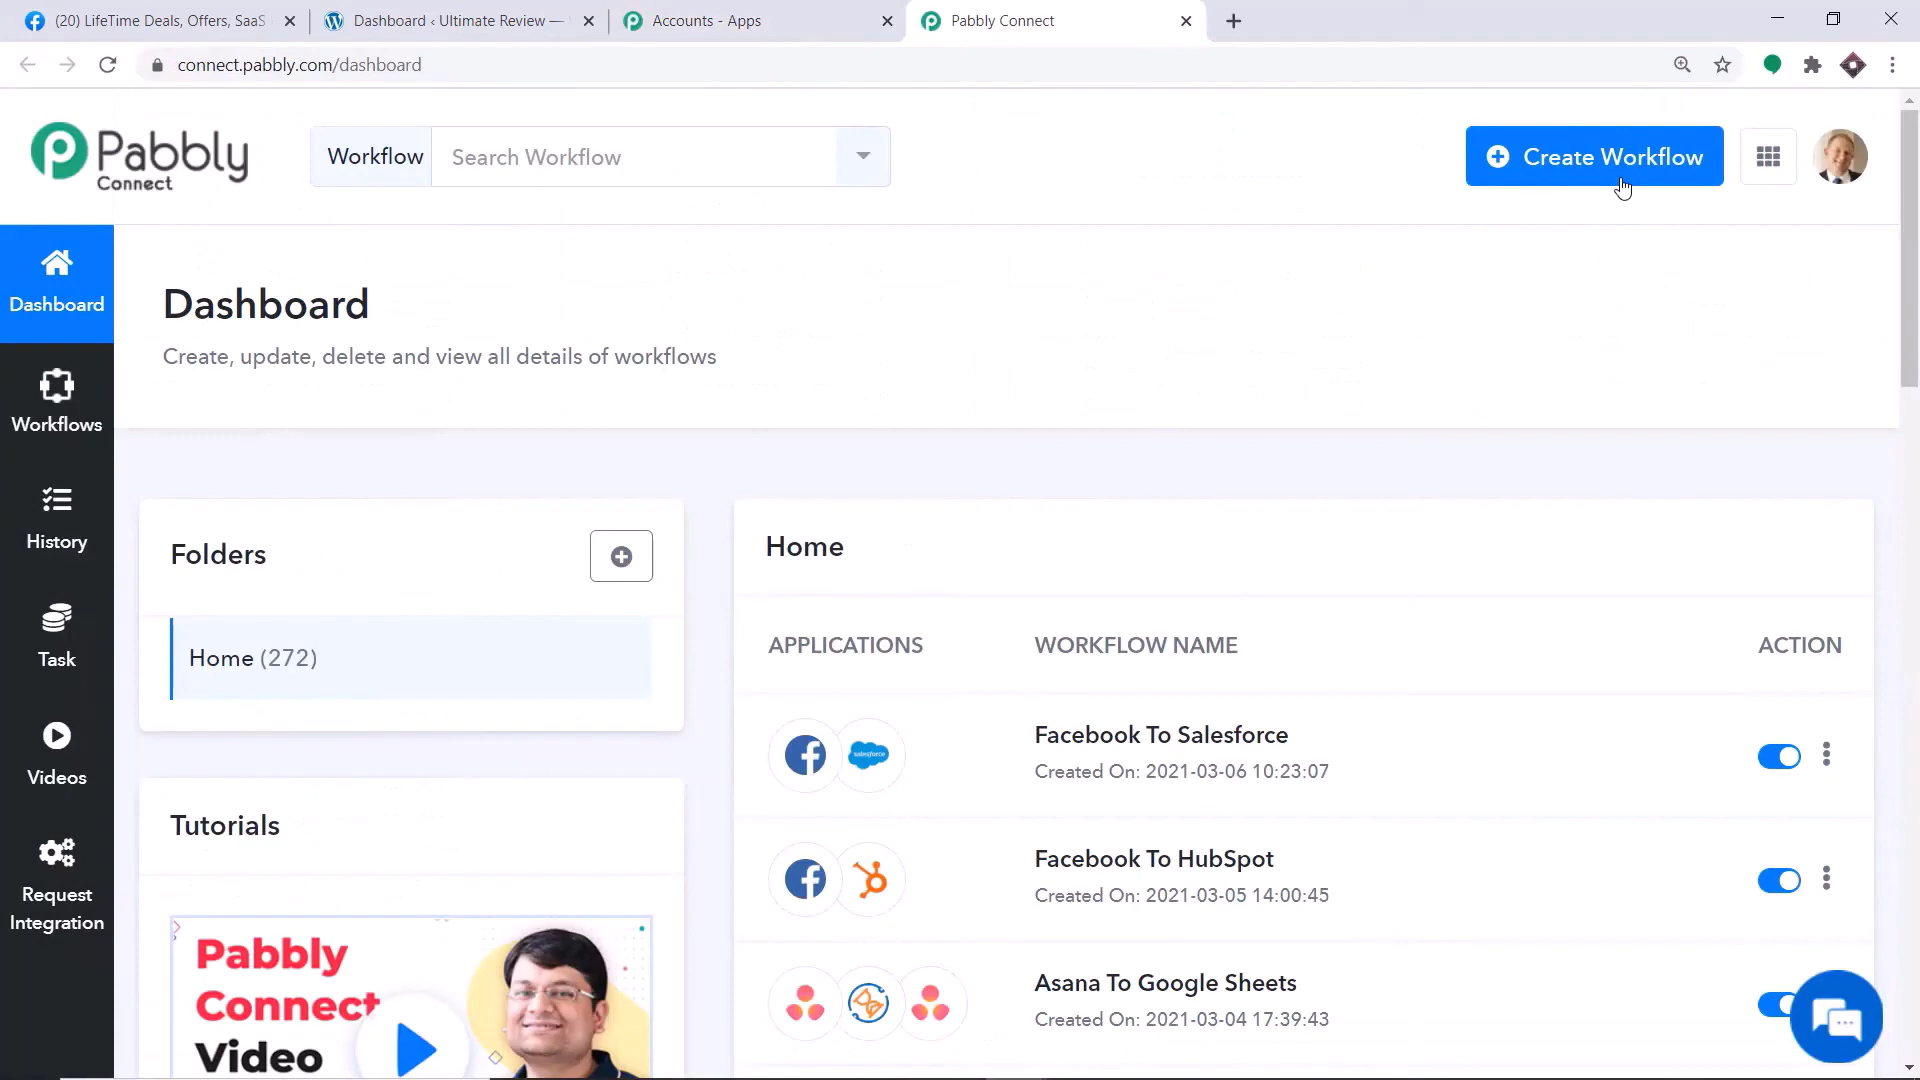 (20) LifeTime Deals, Offers, SaaS
Dashboard ‹ Ultimate Review —
Accounts - Apps
Pabbly Connect
connect.pabbly.com/dashboard
Pabbly
Connect
Workflow
Search Workflow
Create Workflow
Dashboard
Workflows
History
Task
Videos
Request
Integration
Dashboard
Create, update, delete and view all details of workflows
Folders
Home (272)
Tutorials
Pabbly
Connect
Video
Home
APPLICATIONS
WORKFLOW NAME
ACTION
salesforce
Facebook To Salesforce
Created On: 2021-03-06 10:23:07
Facebook To HubSpot
Created On: 2021-03-05 14:00:45
Asana To Google Sheets
Created On: 2021-03-04 17:39:43